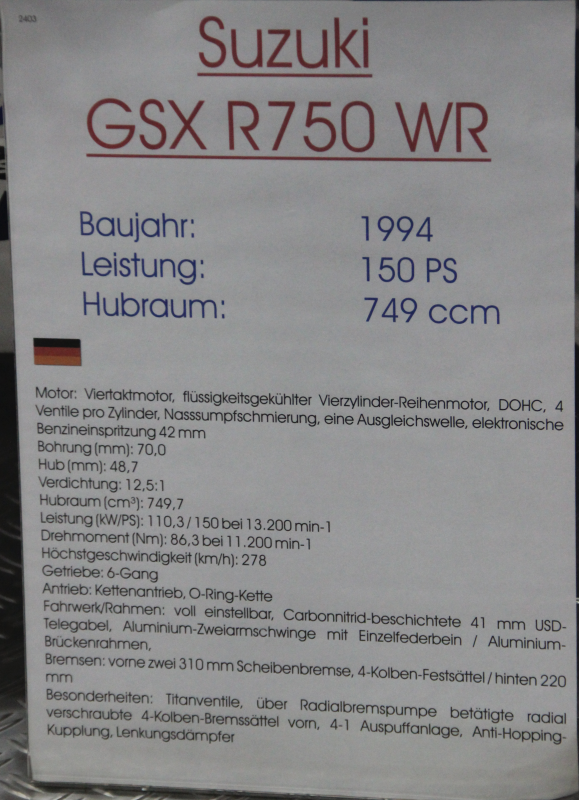 2403
Suzuki
GSX R750 WR
Baujahr: 1994
Leistung: 150 PS
Hubraum: 749 ccm
Motor: Viertaktmotor, flüssigkeitsgekühlter Vierzylinder-Reihenmotor, DOHC, 4
Ventile pro Zylinder, Nasssumpfschmierung, eine Ausgleichswelle, elektronische
Benzineinspritzung 42 mm
Bohrung (mm): 70,0
Hub (mm): 48,7
Verdichtung: 12,5:1
Hubraum (cm³): 749,7
Leistung (kW/PS): 110,3 / 150 bei 13.200 min-1
Drehmoment (Nm): 86,3 bei 11.200 min-1
Höchstgeschwindigkeit (km/h): 278
Getriebe: 6-Gang
Antrieb: Kettenantrieb, O-Ring-Kette
Fahrwerk/Rahmen: voll einstellbar, Carbonnitrid-beschichtete 41 mm USD-
Telegabel, Aluminium-Zweiarmschwinge mit Einzelfederbein / Aluminium-
Brückenrahmen,
Bremsen: vorne zwei 310 mm Scheibenbremse, 4-Kolben-Festsättel / hinten 220
mm
Besonderheiten: Titanventile, über Radialbremspumpe betätigte radial
verschraubte 4-Kolben-Bremssättel vorn, 4-1 Auspuffanlage, Anti-Hopping-
Kupplung, Lenkungsdämpfer